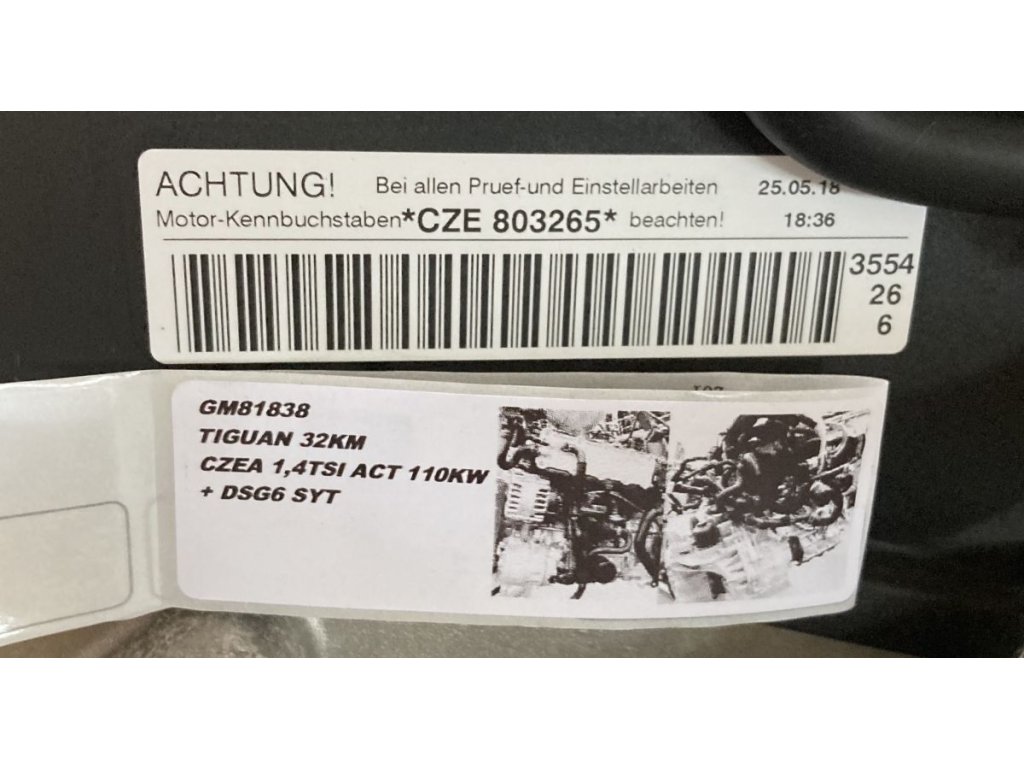 ACHTUNG! Bei allen Pruef-und Einstellarbeiten 25.05.18
Motor-Kennbuchstaben *CZE 803265* beachten! 18:36
3554
26
6
GM81838
TIGUAN 32KM
CZEA 1,4TSI ACT 110KW
+ DSG6 SYT